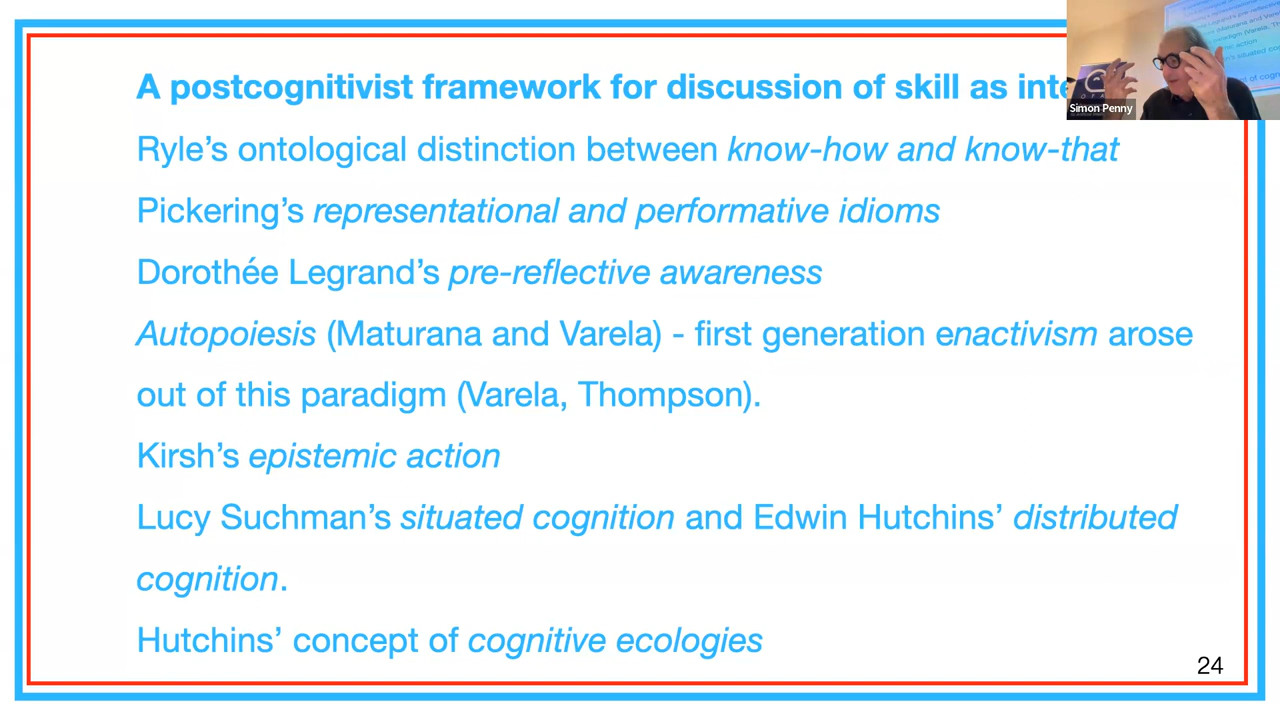 A postcognitivist framework for discussion of skill as
Ryle’s ontological distinction between know-how and know-that
Pickering’s representational and performative idioms
Dorothée Legrand’s pre-reflective awareness
Autopoiesis (Maturana and Varela) - first generation enactivism arose
out of this paradigm (Varela, Thompson).
Kirsh’s epistemic action
Lucy Suchman’s situated cognition and Edwin Hutchins’ distributed
cognition.
Hutchins’ concept of cognitive ecologies
24
Simon Penny